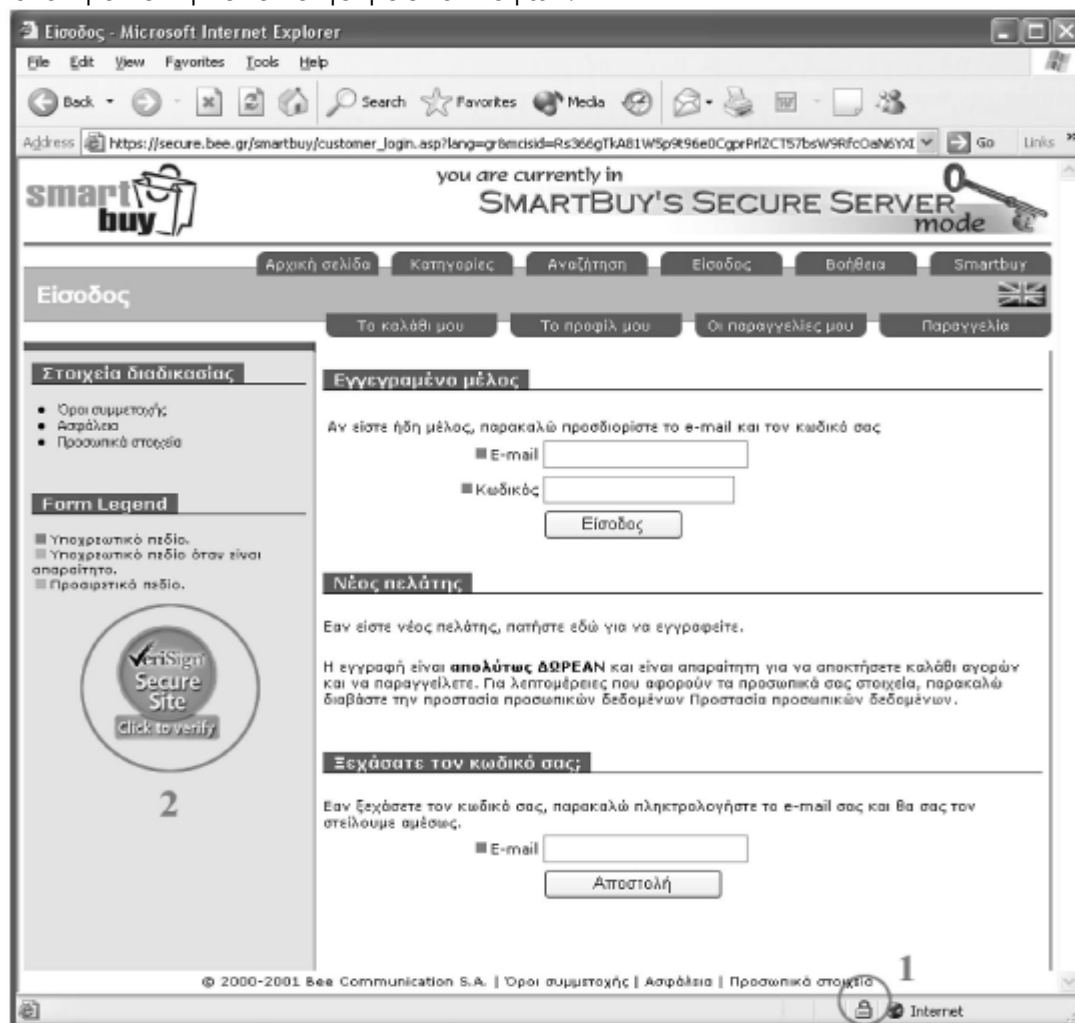 Είσοδος - Microsoft Internet Explorer
File Edit View Favorites Tools Help
Back Search Favorites Media
Address https://secure.bee.gr/smartbuy/customer_login.asp?lang=gr&mcisid= Go Links »
smart buy
you are currently in
SMARTBUY'S SECURE SERVER
mode
Αρχική σελίδα Κατηγορίες Αναζήτηση Είσοδος Βοήθεια Smartbuy
Είσοδος
Το καλάθι μου Το προφίλ μου Οι παραγγελίες μου Παραγγελία
Στοιχεία διαδικασίας
• Όροι συμμετοχής
• Ασφάλεια
• Προσωπικά στοιχεία
Form Legend
Υποχρεωτικό πεδίο.
Υποχρεωτικό πεδίο όταν είναι
απαραίτητο.
Προαιρετικό πεδίο.
VeriSign
Secure
Site
Click to verify
2
Εγγεγραμένο μέλος
Αν είστε ήδη μέλος, παρακαλώ προσδιορίστε το e-mail και τον κωδικό σας
E-mail
Κωδικός
Είσοδος
Νέος πελάτης
Εαν είστε νέος πελάτης, πατήστε εδώ για να εγγραφείτε.
Η εγγραφή είναι απολύτως ΔΩΡΕΑΝ και είναι απαραίτητη για να αποκτήσετε καλάθι αγορών
και να παραγγείλετε. Για λεπτομέρειες που αφορούν τα προσωπικά σας στοιχεία, παρακαλώ
διαβάστε την προστασία προσωπικών δεδομένων Προστασία προσωπικών δεδομένων.
Ξεχάσατε τον κωδικό σας;
Εαν ξεχάσετε τον κωδικό σας, παρακαλώ πληκτρολογήστε το e-mail σας και θα σας τον
στείλουμε αμέσως.
E-mail
Αποστολή
1
© 2000-2001 Bee Communication S.A. | Όροι συμμετοχής | Ασφάλεια | Προσωπικά στοιχεία
Internet